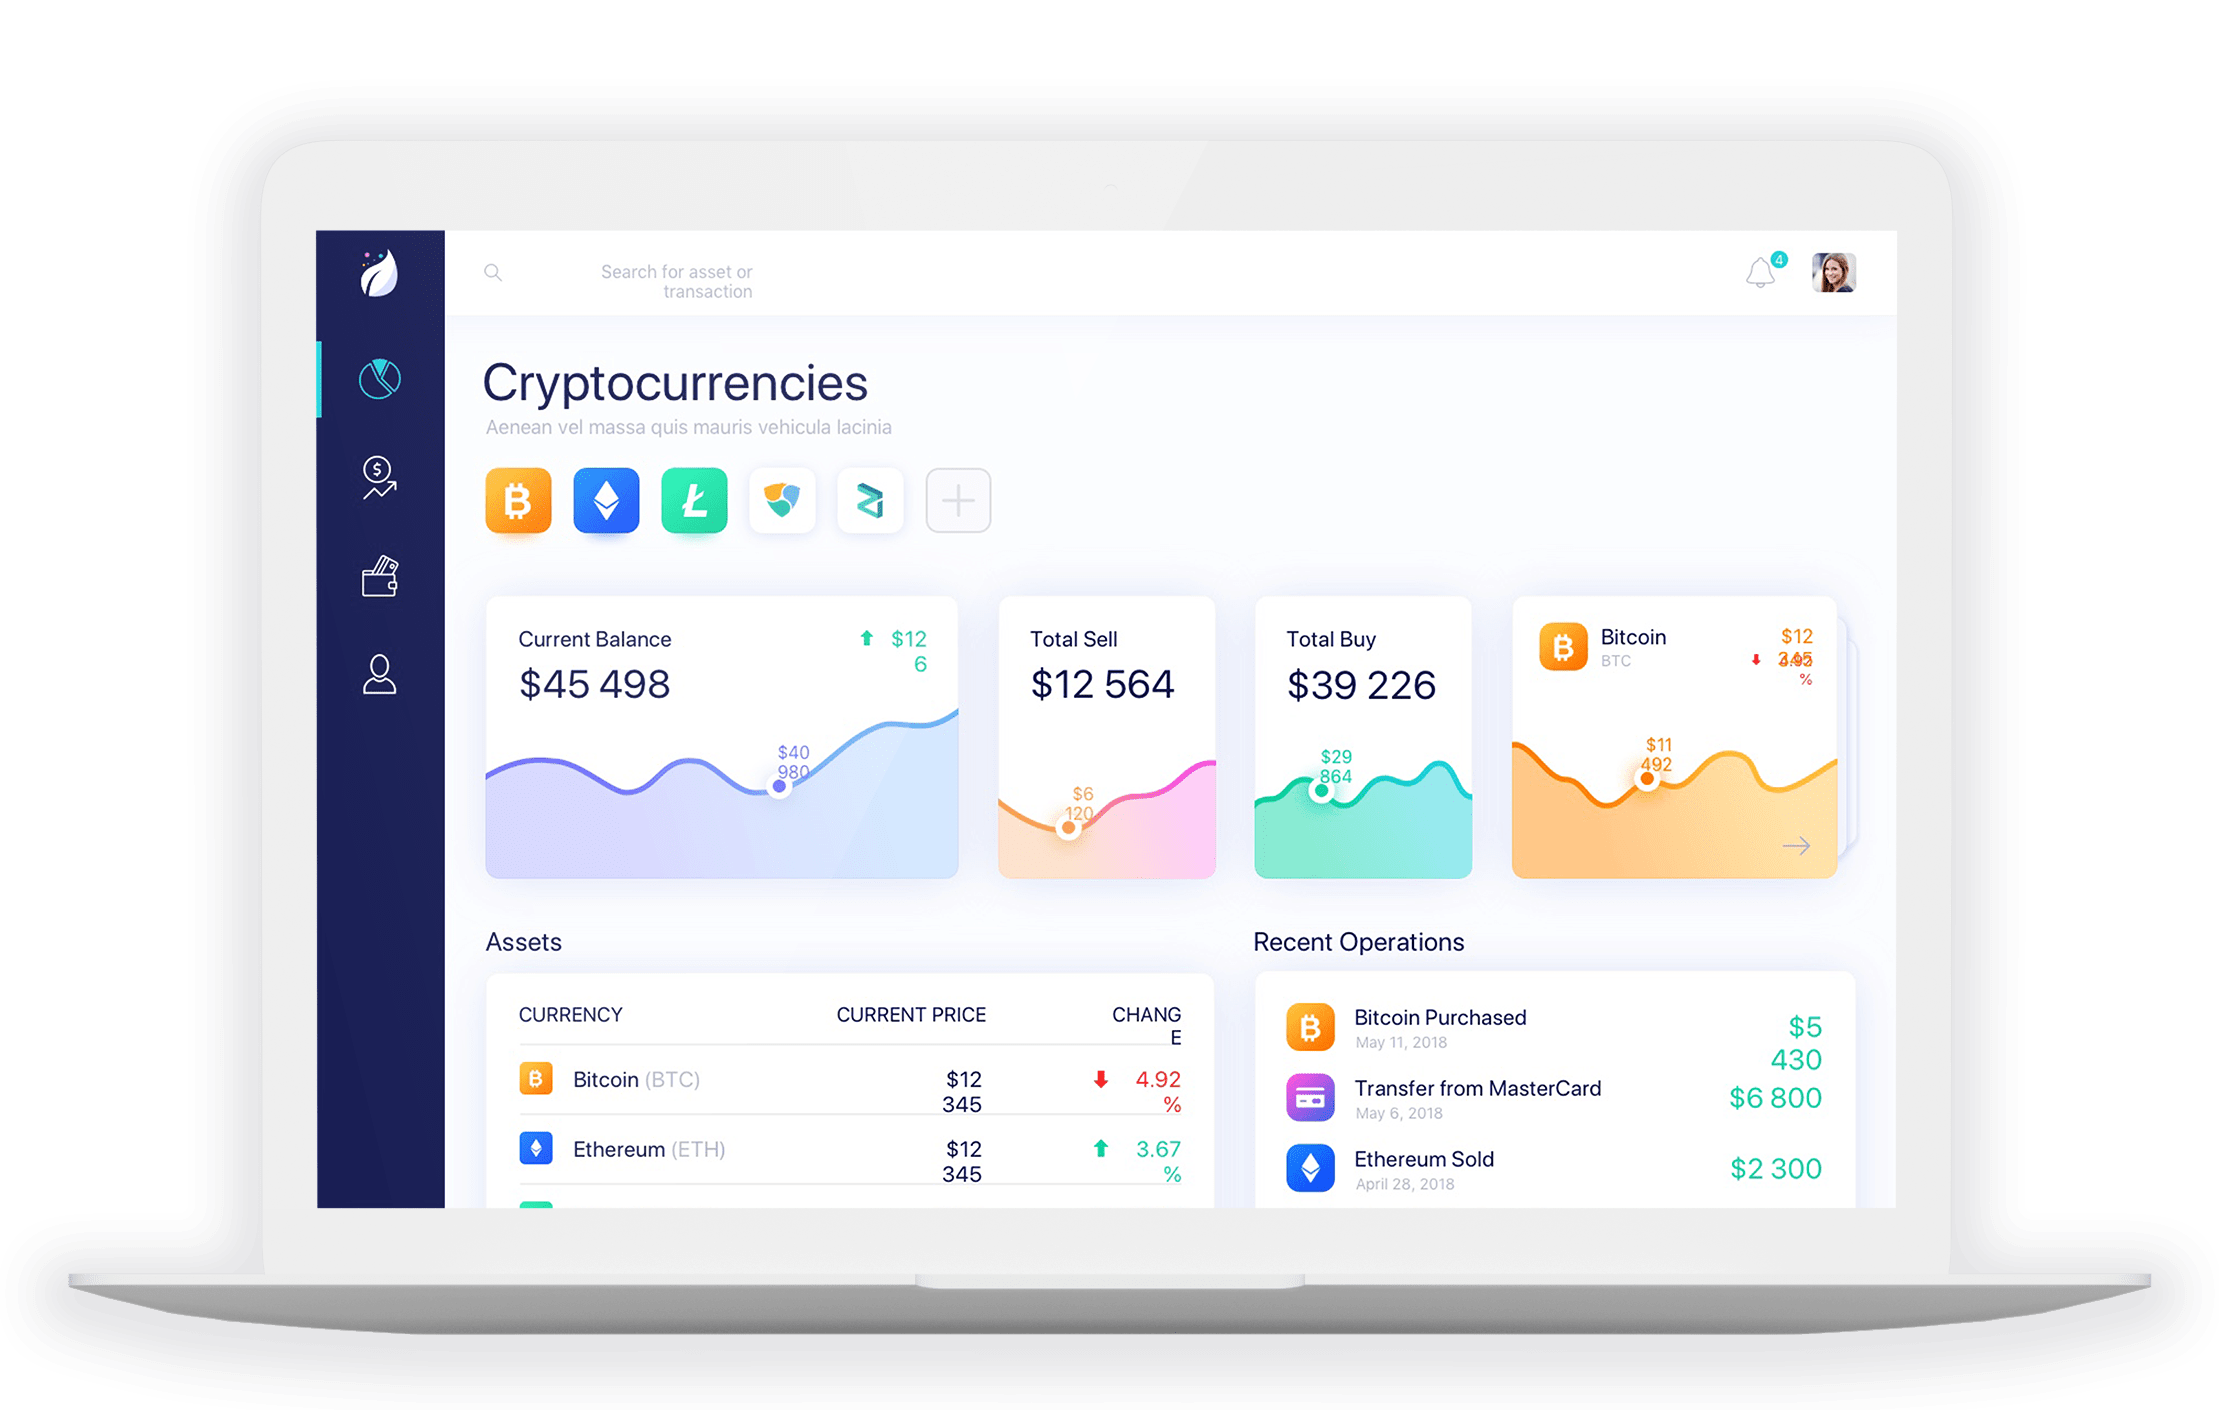 Search for asset or
transaction
4
Cryptocurrencies
Aenean vel massa quis mauris vehicula lacinia
Current Balance
$12
6
$45 498
$40
980
Total Sell
$12 564
$6
120
Total Buy
$39 226
$29
864
Bitcoin
BTC
$12
345
4.92
%
$11
492
Assets
CURRENCY CURRENT PRICE CHANG
E
Bitcoin (BTC) $12 4.92
345 %
Ethereum (ETH) $12 3.67
345 %
Recent Operations
Bitcoin Purchased
May 11, 2018
$5
430
Transfer from MasterCard
May 6, 2018
$6 800
Ethereum Sold
April 28, 2018
$2 300